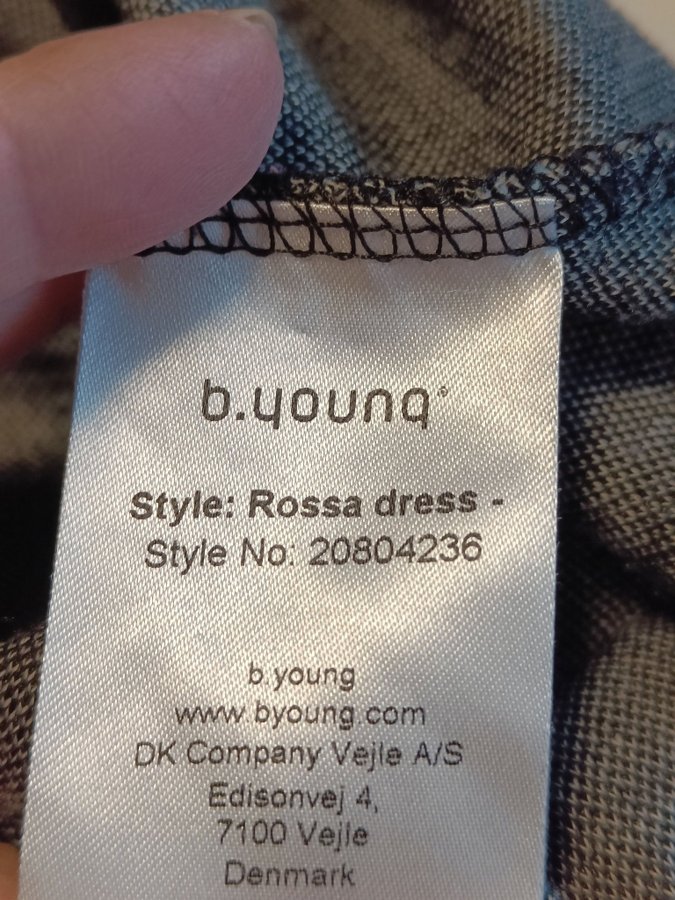 b.young®
Style: Rossa dress -
Style No: 20804236
b.young
www.byoung.com
DK Company Vejle A/S
Edisonvej 4,
7100 Vejle
Denmark